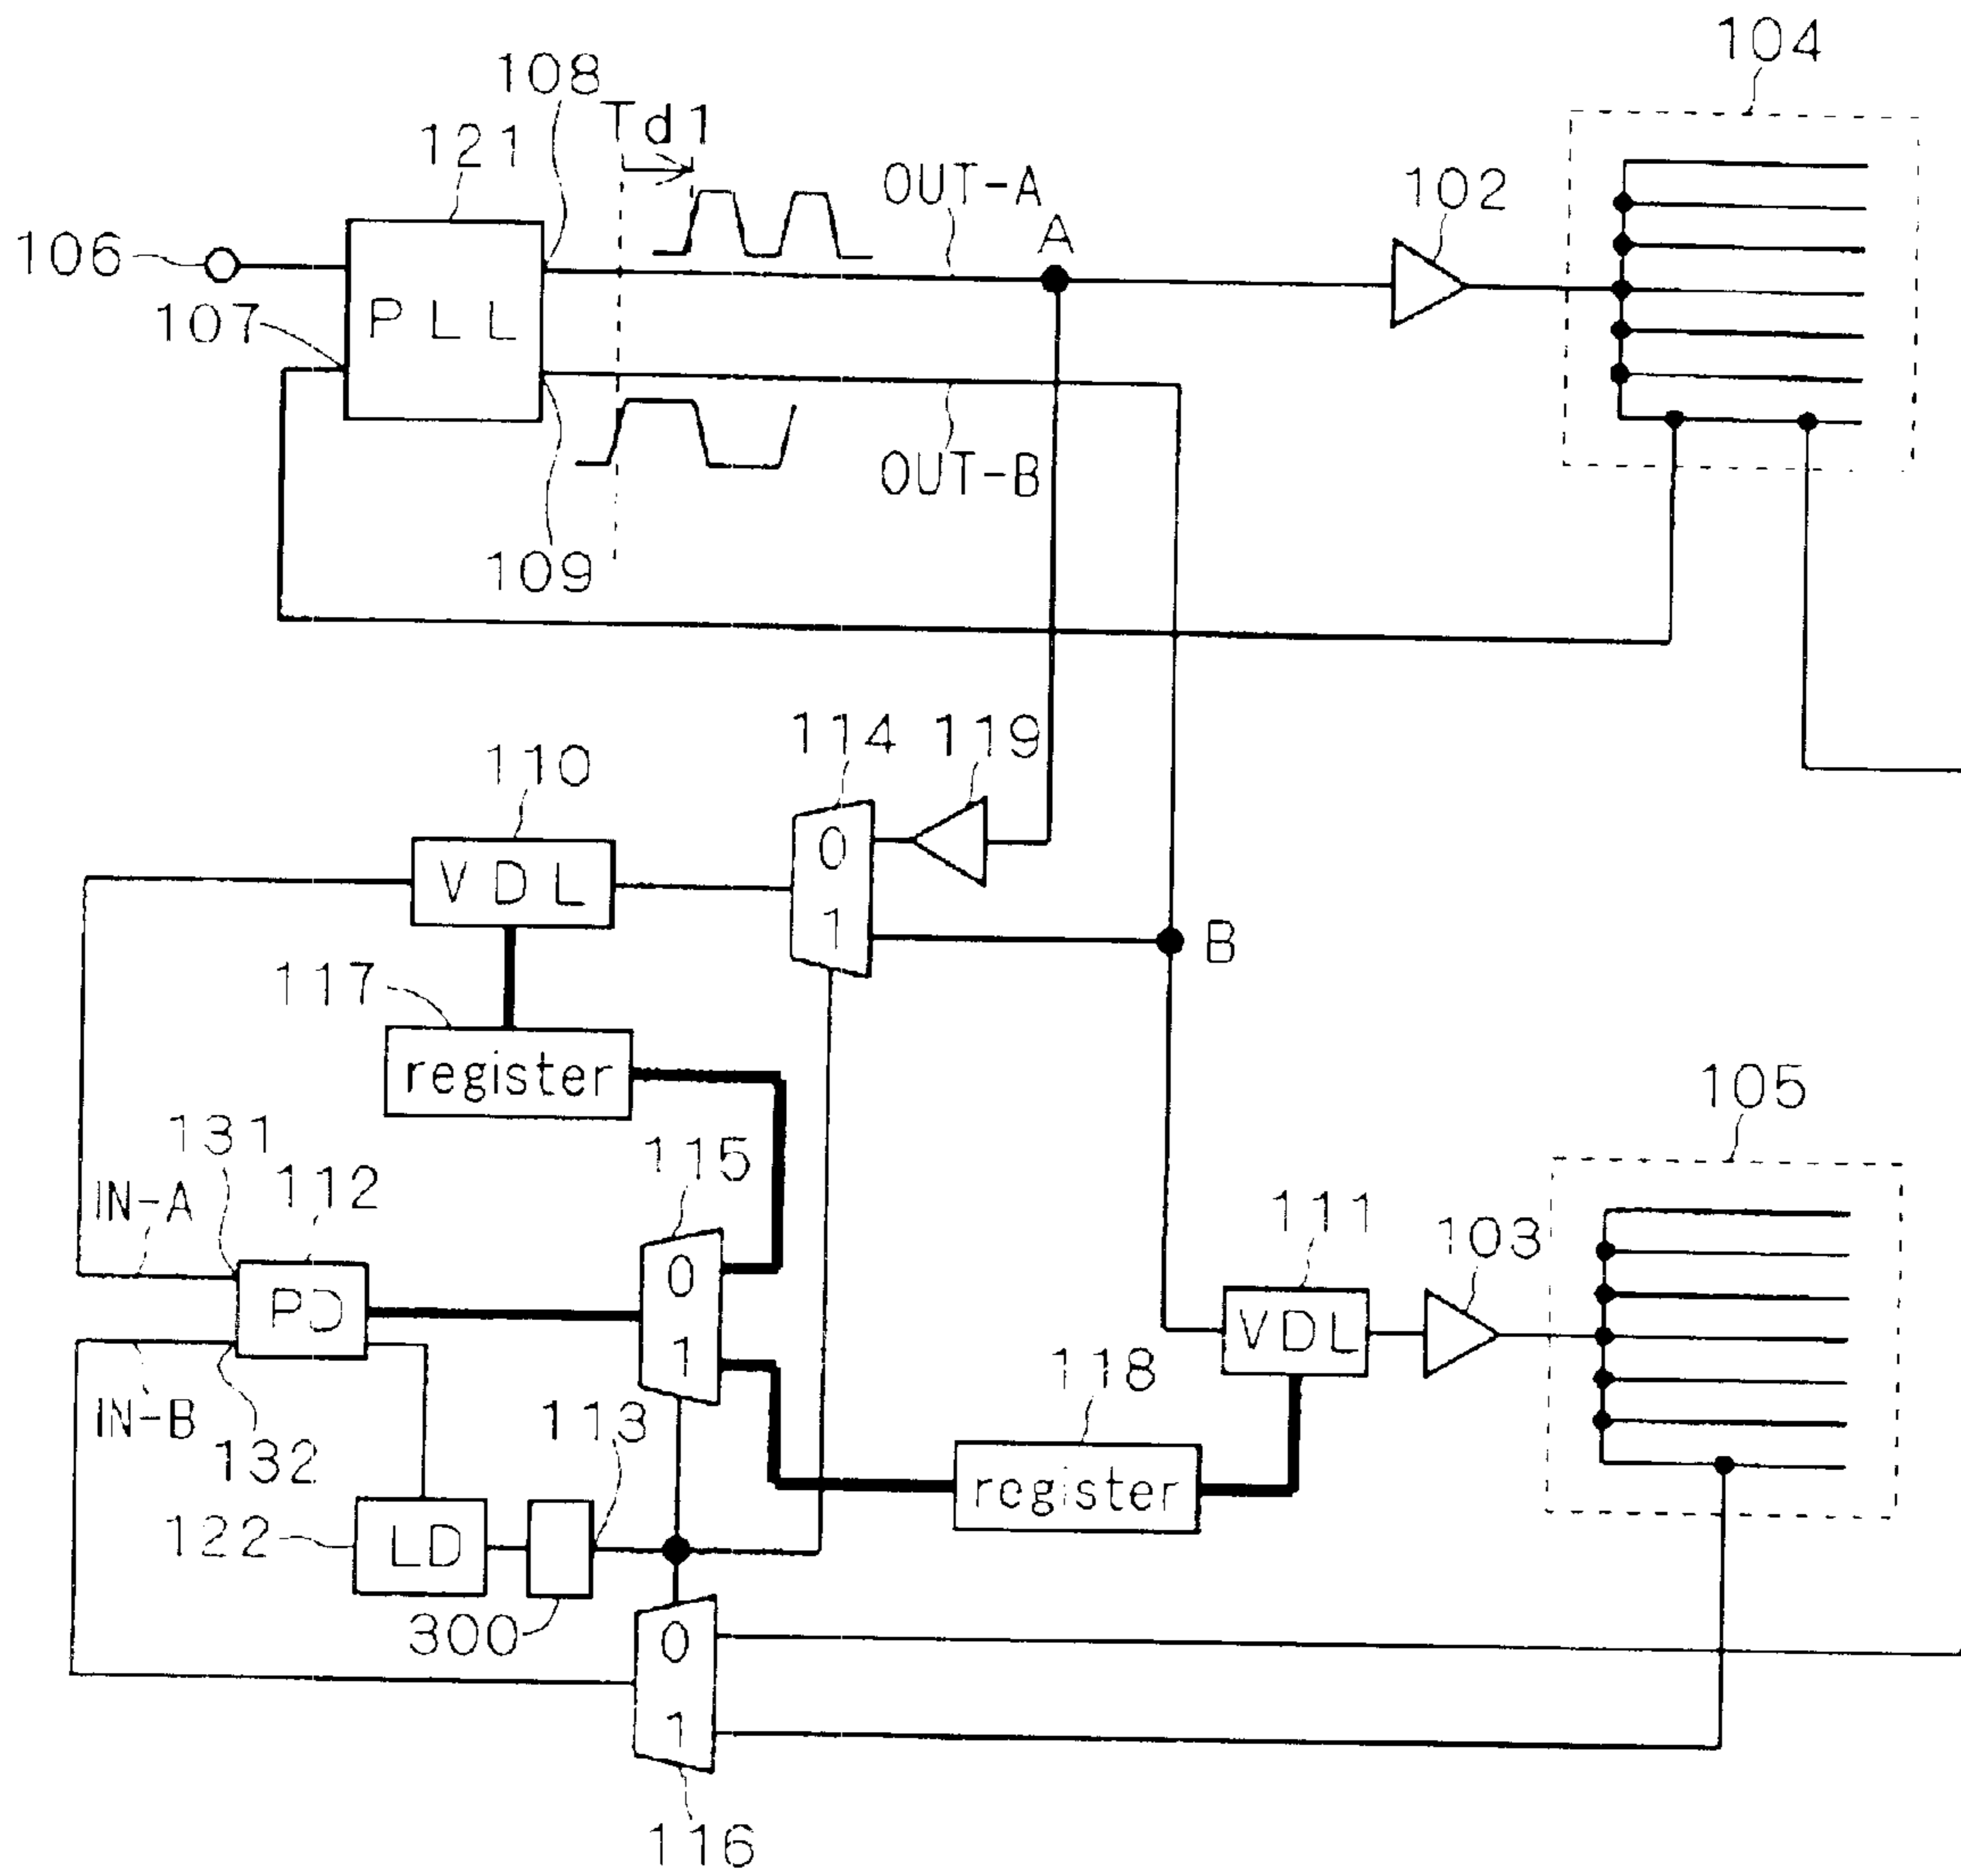 104
108
Td1
121
OUT-A
A
102
106
PLL
107
OUT-B
109
114
119
110
0
VDL
1
B
117
register
105
131
115
112
IN-A
111
103
0
PD
VDL
1
118
113
IN-B
132
register
122
LD
300
0
1
116